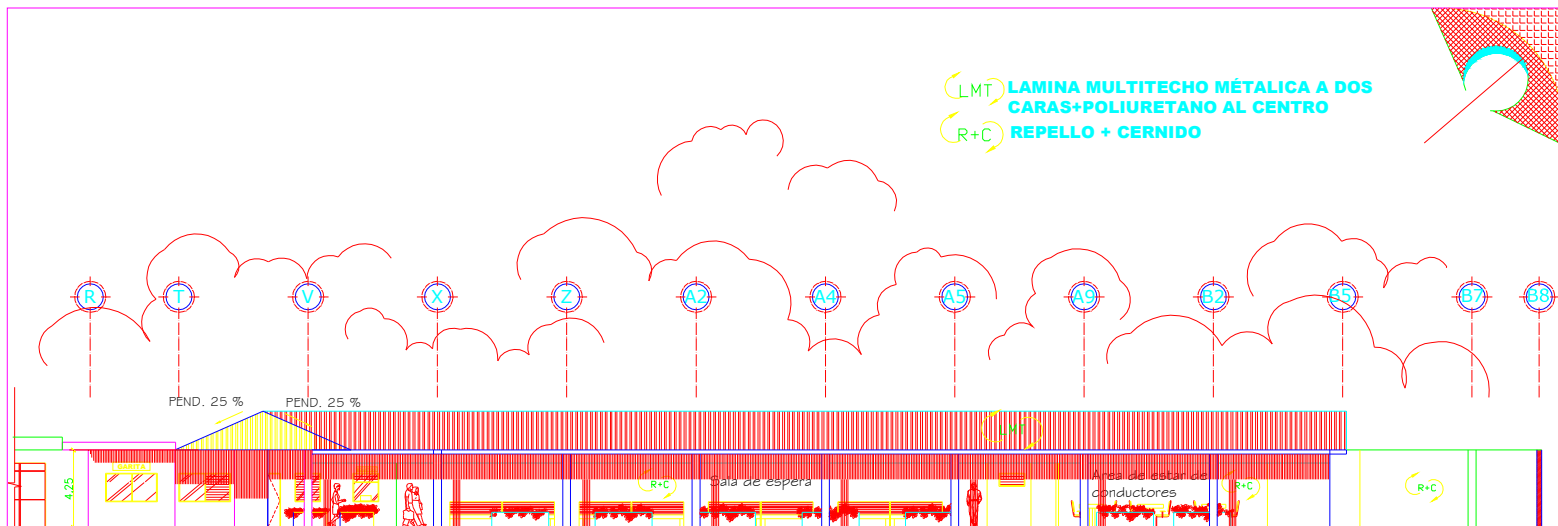 LMT LAMINA MULTITECHO MÉTALICA A DOS
CARAS+POLIURETANO AL CENTRO
R+C REPELLO + CERNIDO
R T V X Z A2 A4 A5 A9 B2 B5 B7 B8
PEND. 25 % PEND. 25 %
LMT
4,25
R+C
Sala de espera
Area de estar de
conductores
R+C
R+C